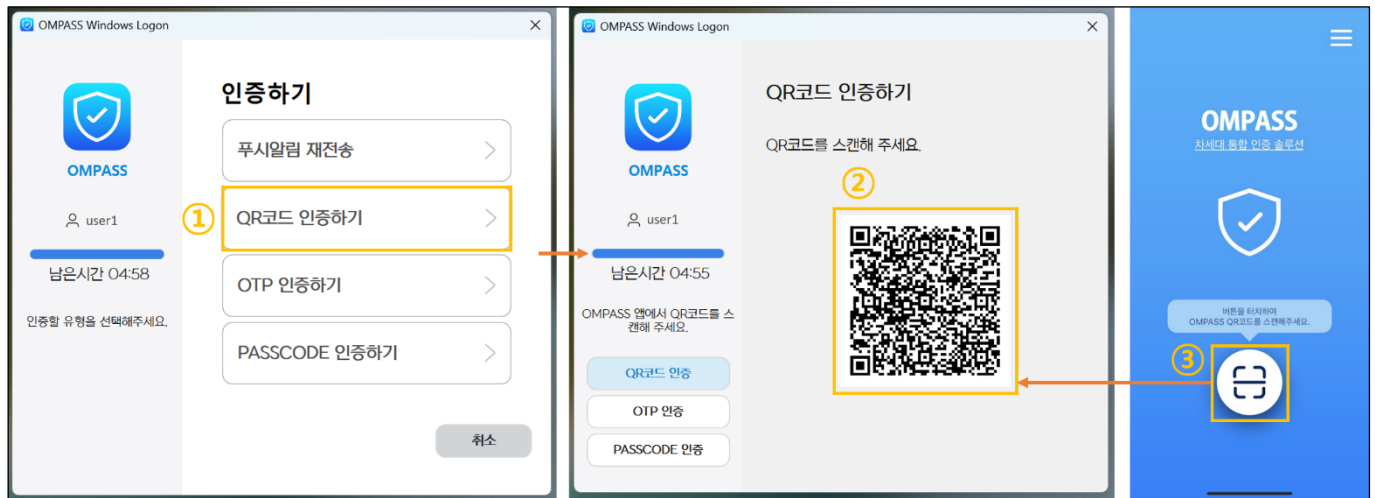 OMPASS Windows Logon
OMPASS
user1
남은시간 04:58
인증할 유형을 선택해주세요.
인증하기
푸시알림 재전송
①
QR코드 인증하기
OTP 인증하기
PASSCODE 인증하기
취소
OMPASS Windows Logon
OMPASS
user1
남은시간 04:55
OMPASS 앱에서 QR코드를 스
캔해 주세요.
QR코드 인증
OTP 인증
PASSCODE 인증
QR코드 인증하기
QR코드를 스캔해 주세요.
②
OMPASS
차세대 통합 인증 솔루션
버튼을 터치하여
OMPASS QR코드를 스캔해주세요.
③